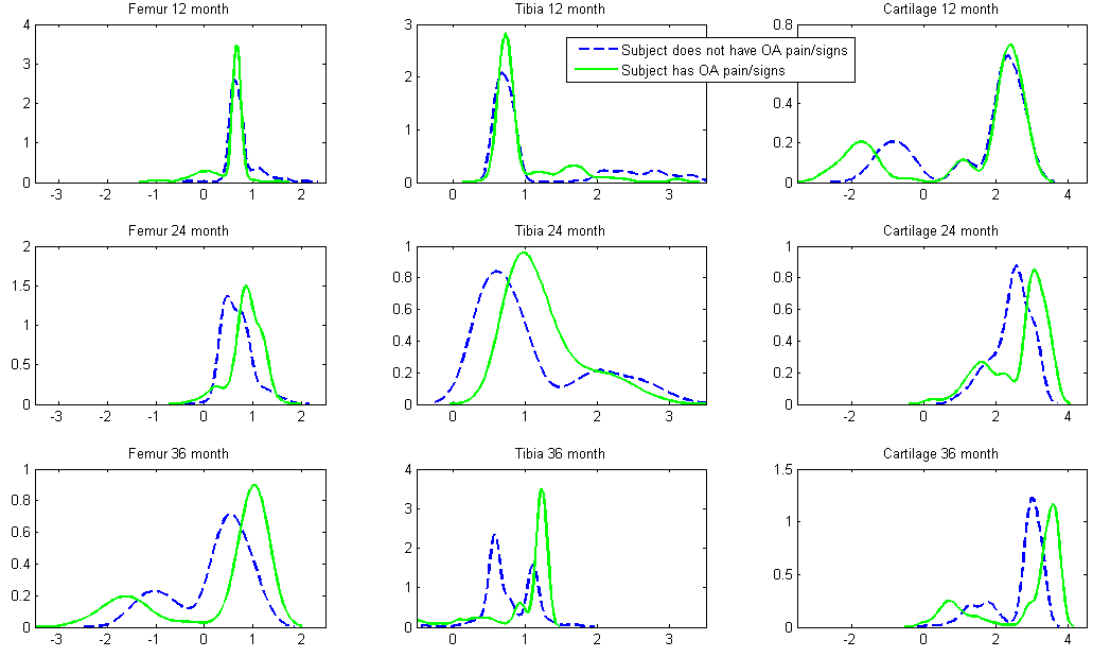 Femur 12 month
4
3
2
1
0
-3 -2 -1 0 1 2
Tibia 12 month
3
2
1
0
0 1 2 3
Cartilage 12 month
0.8
0.6
0.4
0.2
0
-2 0 2 4
Subject does not have OA pain/signs
Subject has OA pain/signs
Femur 24 month
2
1.5
1
0.5
0
-3 -2 -1 0 1 2
Tibia 24 month
1
0.8
0.6
0.4
0.2
0
0 1 2 3
Cartilage 24 month
1
0.8
0.6
0.4
0.2
0
-2 0 2 4
Femur 36 month
1
0.8
0.6
0.4
0.2
0
-3 -2 -1 0 1 2
Tibia 36 month
4
3
2
1
0
0 1 2 3
Cartilage 36 month
1.5
1
0.5
0
-2 0 2 4